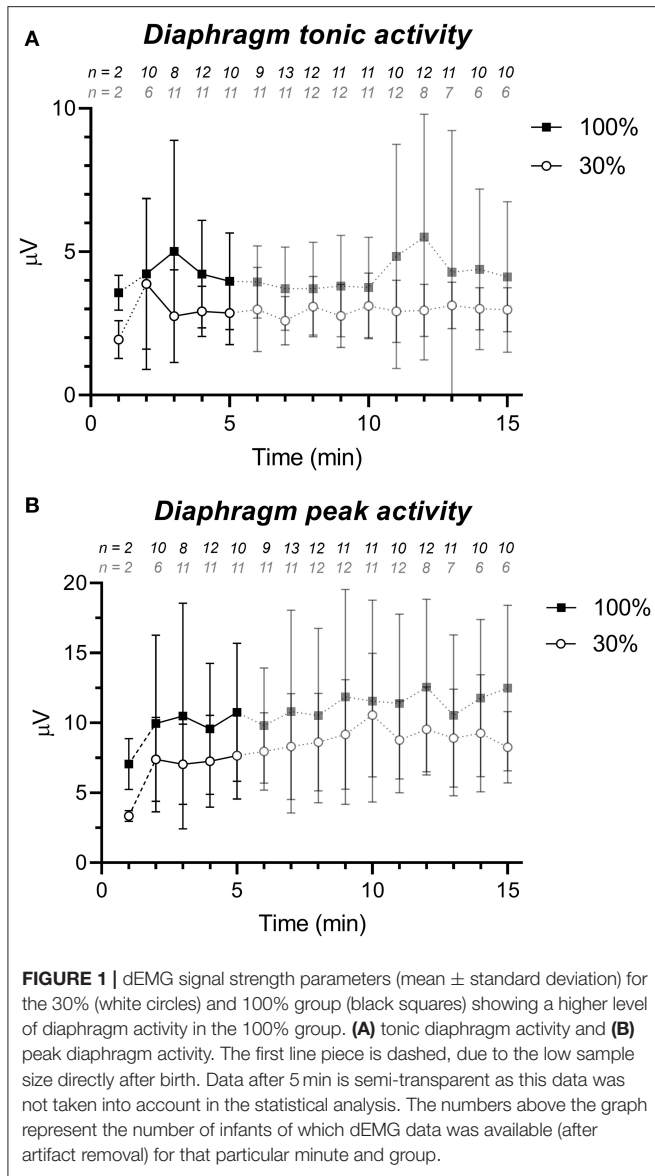 A
Diaphragm tonic activity
n = 2 10 8 12 10 9 13 12 11 11 10 12 11 10 10
n = 2 6 11 11 11 11 11 12 12 11 12 8 7 6 6
10
5
0
µV
0 5 10 15
Time (min)
100%
30%
B
Diaphragm peak activity
n = 2 10 8 12 10 9 13 12 11 11 10 12 11 10 10
n = 2 6 11 11 11 11 11 12 12 11 12 8 7 6 6
20
15
10
5
0
µV
0 5 10 15
Time (min)
100%
30%
FIGURE 1 | dEMG signal strength parameters (mean ± standard deviation) for
the 30% (white circles) and 100% group (black squares) showing a higher level
of diaphragm activity in the 100% group. (A) tonic diaphragm activity and (B)
peak diaphragm activity. The first line piece is dashed, due to the low sample
size directly after birth. Data after 5 min is semi-transparent as this data was
not taken into account in the statistical analysis. The numbers above the graph
represent the number of infants of which dEMG data was available (after
artifact removal) for that particular minute and group.